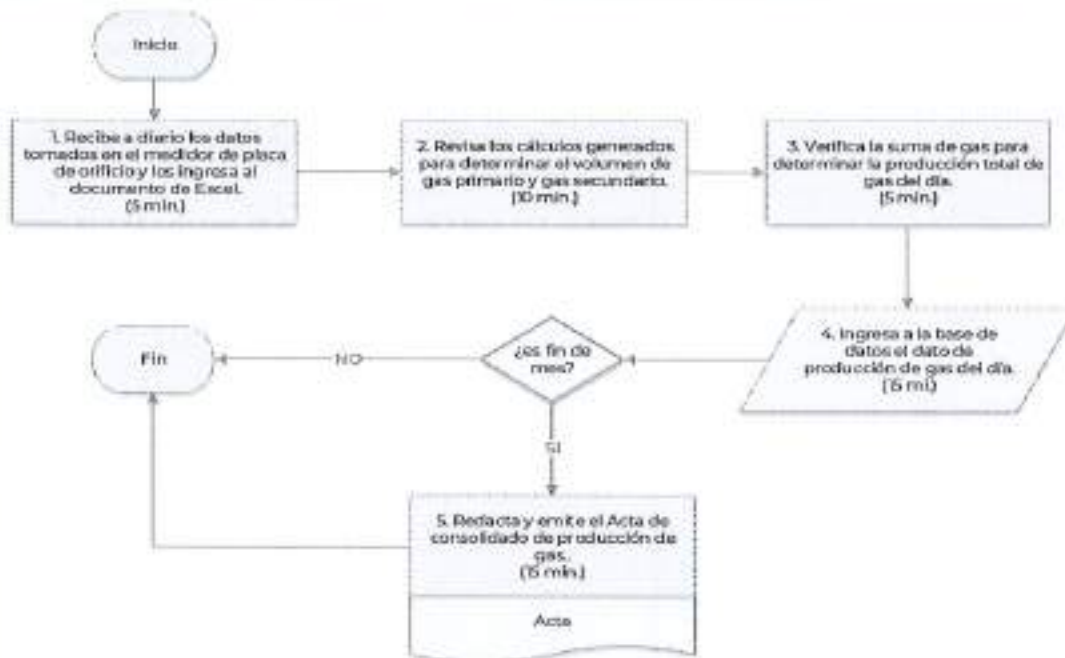 Inicio
1. Recibe a diario los datos
tomados en el medidor de placa
de orificio y los ingresa al
documento de Excel.
(5 min.)
2. Revisa los cálculos generados
para determinar el volumen de
gas primario y gas secundario.
(10 min.)
3. Verifica la suma de gas para
determinar la producción total de
gas del día.
(5 min.)
4. Ingresa a la base de
datos el dato de
producción de gas del día.
(15 mi.)
¿es fin de
mes?
NO
Fin
SI
5. Redacta y emite el Acta de
consolidado de producción de
gas..
(15 min.)
Acta